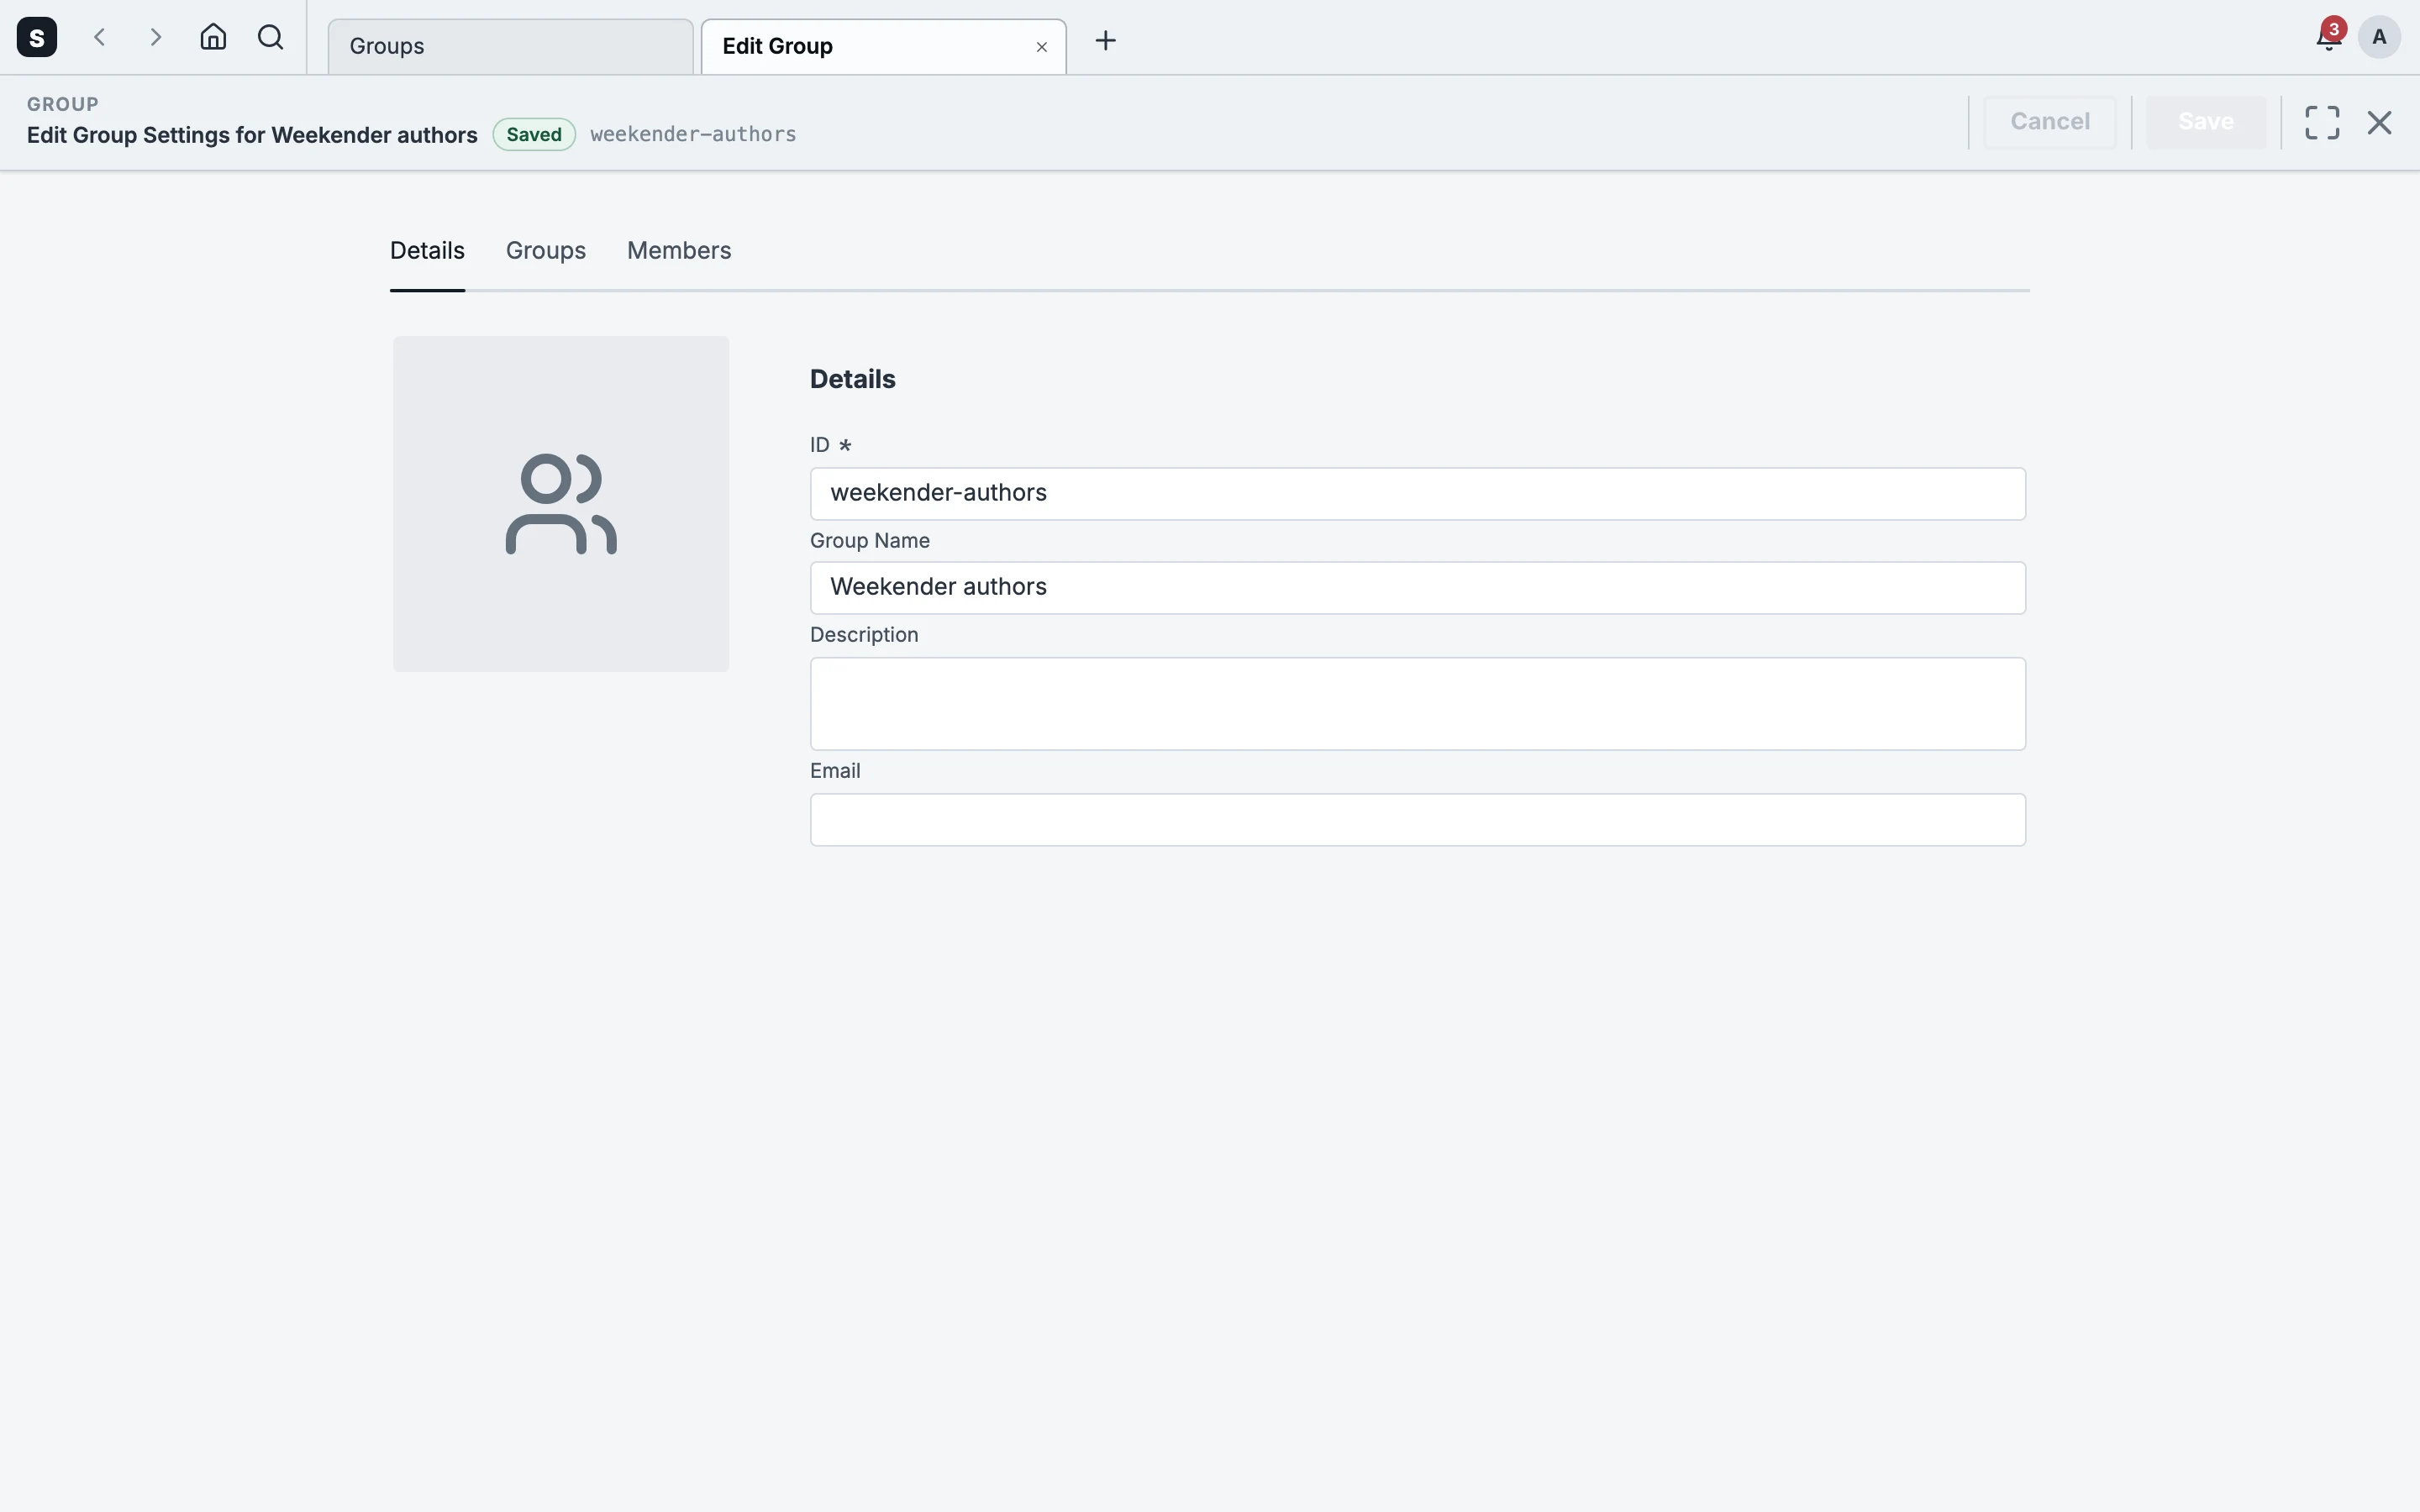 S
Groups
Edit Group
3
A
GROUP
Edit Group Settings for Weekender authors
Saved
weekender-authors
Cancel
Save
Details
Groups
Members
Details
ID *
weekender-authors
Group Name
Weekender authors
Description
Email